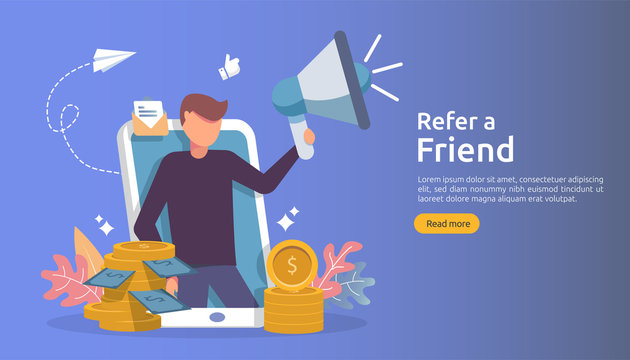 Refer a
Friend
Lorem ipsum dolor sit amet, consectetuer adipiscing
elit, sed diam nonummy nibh euismod tincidunt ut
laoreet dolore magna aliquam erat volutpat.
Read more
$
$
$
$